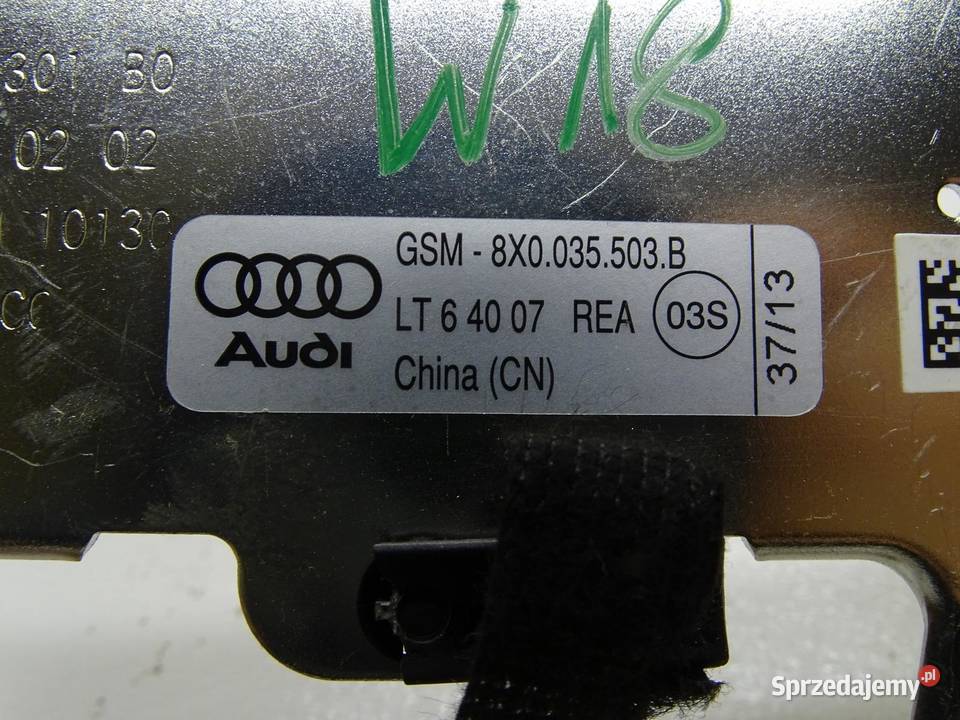 W18
301 B0
02 02
10130
CC
GSM - 8X0.035.503.B
LT 6 40 07 REA 03S
China (CN)
Audi
37/13
Sprzedajemy.pl